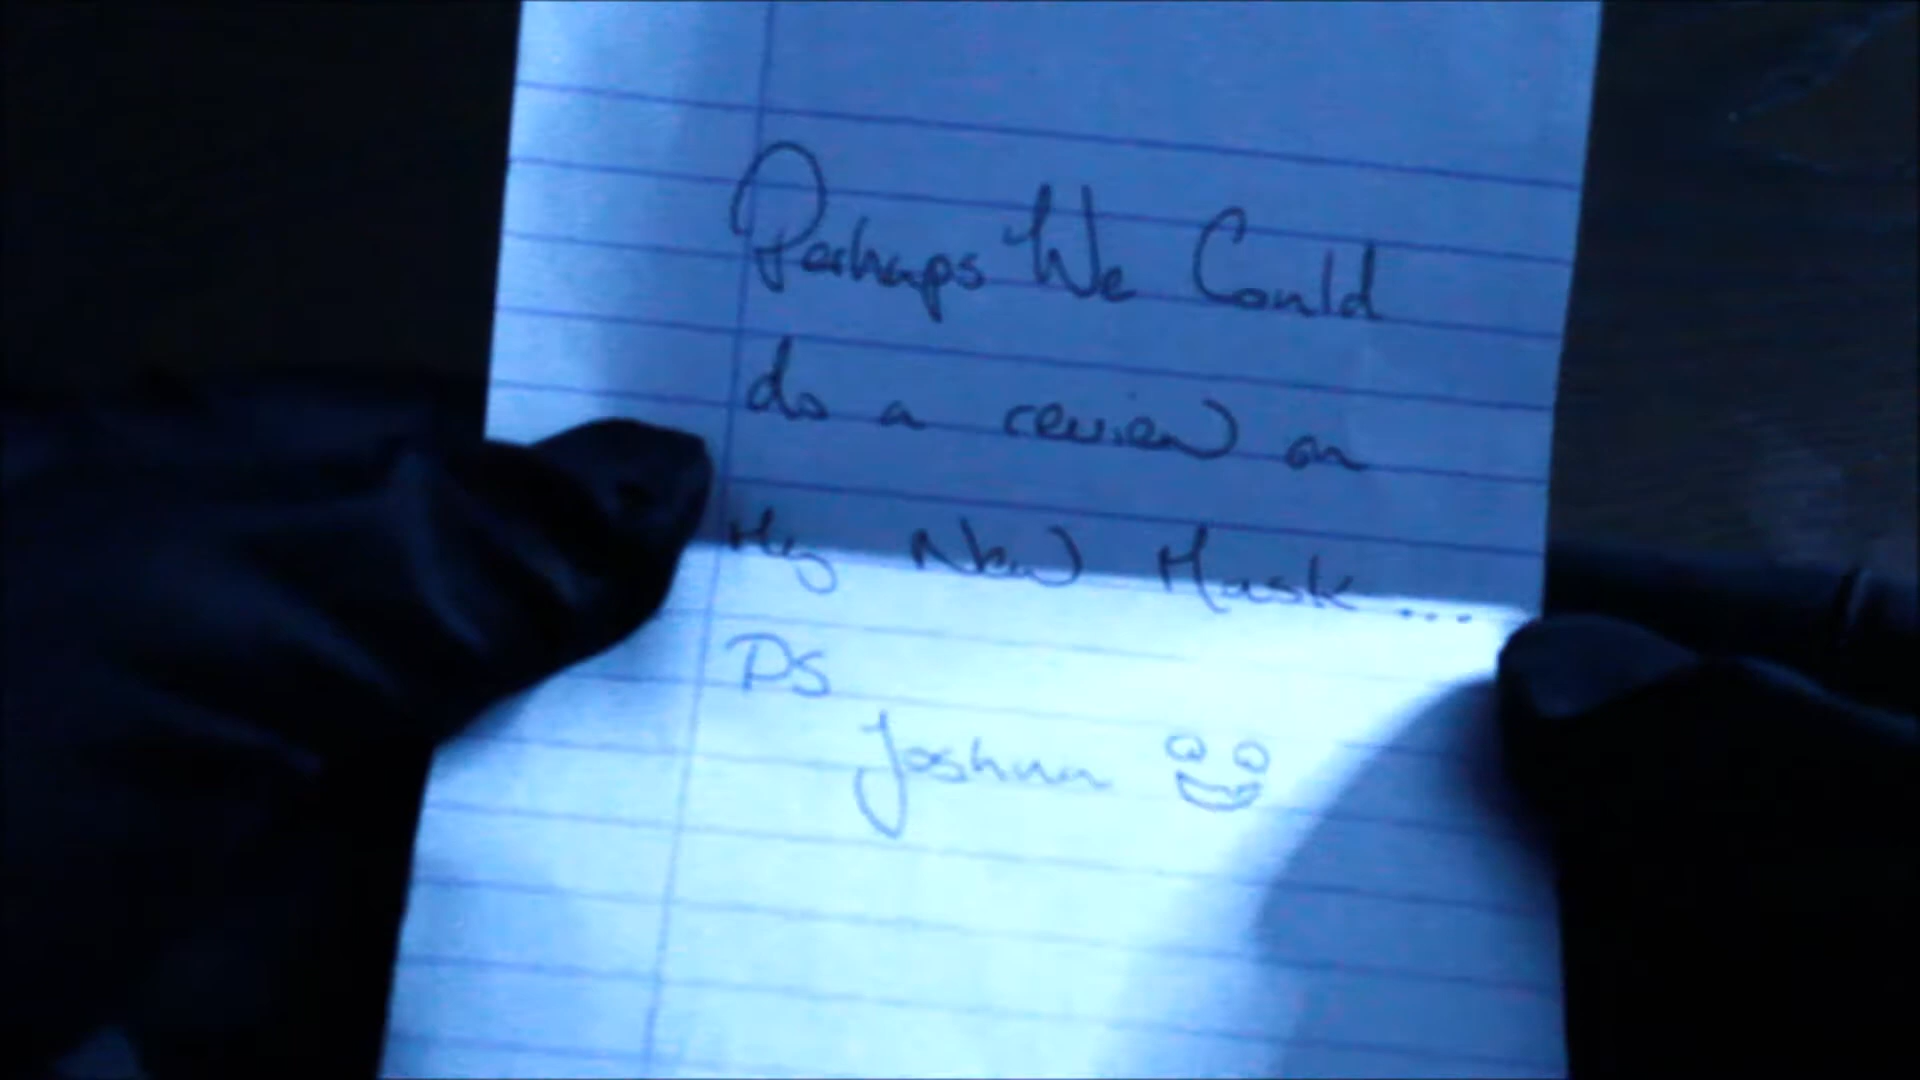 Perhaps We Could
do a review on
My New Mask....
PS
Joshua